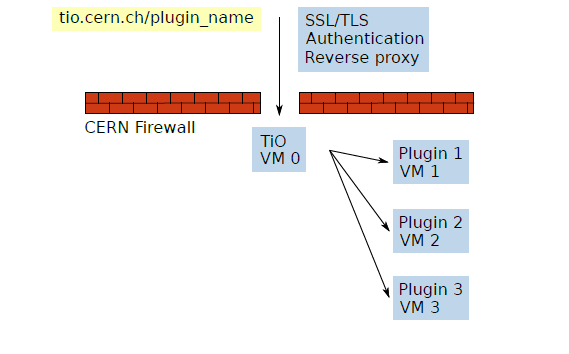 tio.cern.ch/plugin_name
SSL/TLS
Authentication
Reverse proxy
CERN Firewall
TiO
VM 0
Plugin 1
VM 1
Plugin 2
VM 2
Plugin 3
VM 3